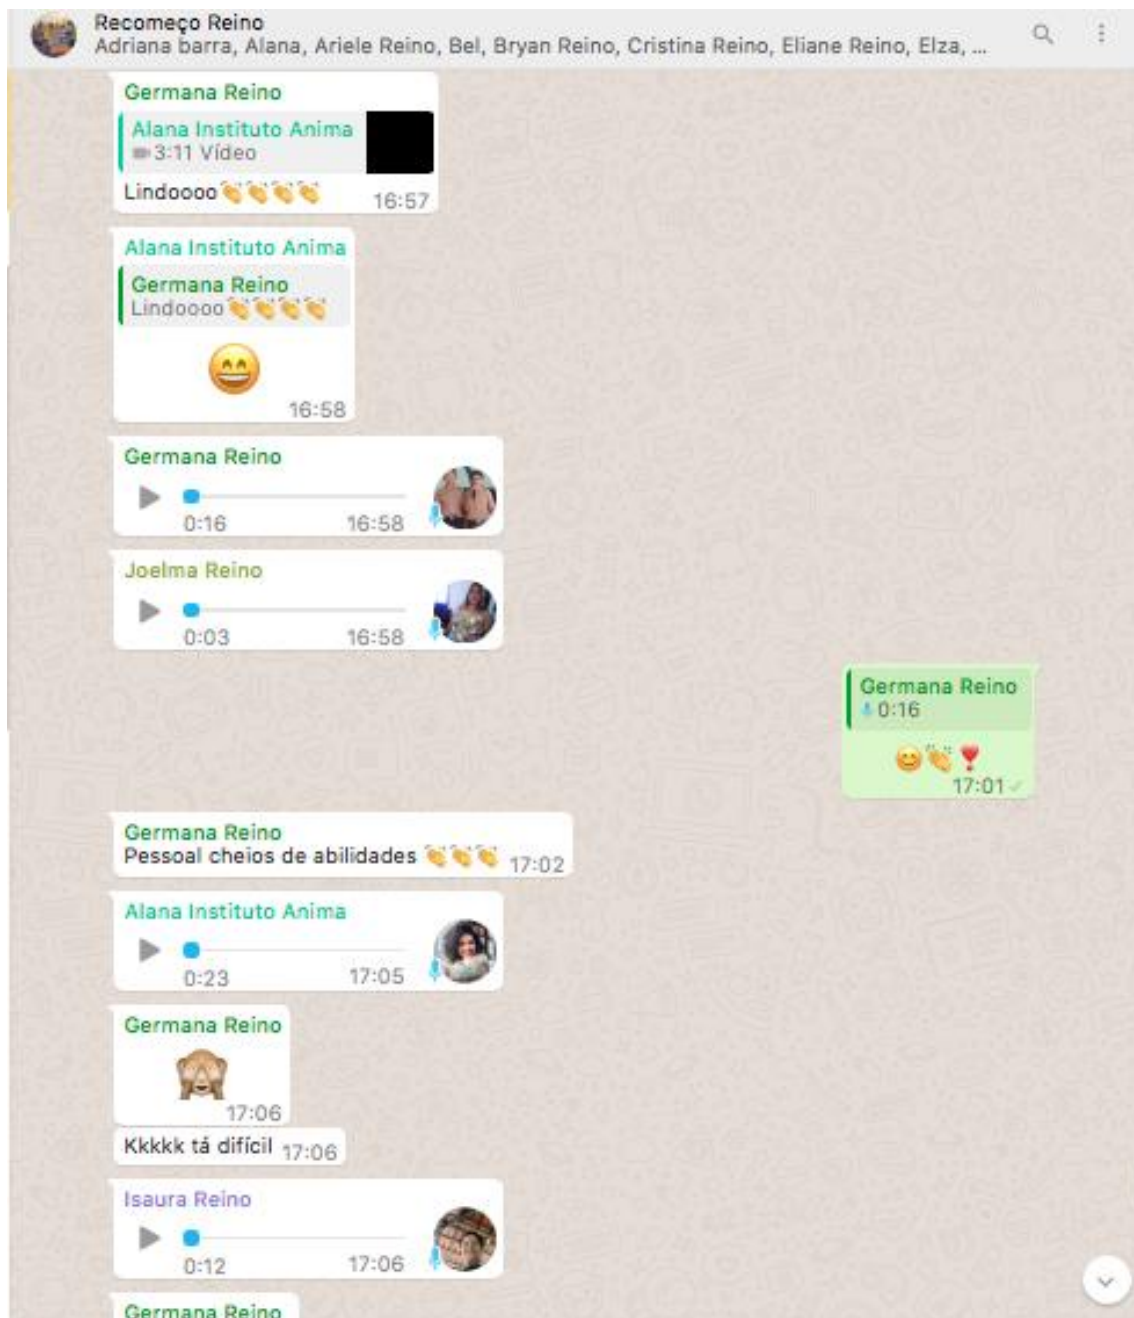 Recomeço Reino
Adriana barra, Alana, Ariele Reino, Bel, Bryan Reino, Cristina Reino, Eliane Reino, Elza, ...
Germana Reino
Alana Instituto Anima
3:11 Vídeo
Lindoooo👏👏👏👏
16:57
Alana Instituto Anima
Germana Reino
Lindoooo👏👏👏👏
😄
16:58
Germana Reino
0:16 16:58
Joelma Reino
0:03 16:58
Germana Reino
0:16
😊👏❣️
17:01
Germana Reino
Pessoal cheios de abilidades 👏👏👏 17:02
Alana Instituto Anima
0:23 17:05
Germana Reino
🙈
17:06
Kkkkk tá difícil 17:06
Isaura Reino
0:12 17:06
Germana Reino